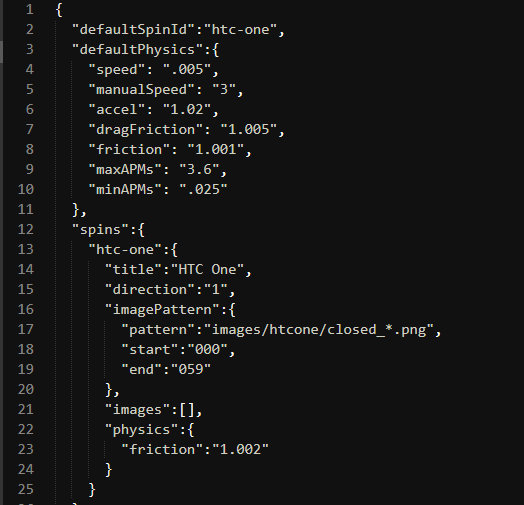 1 {
2 "defaultSpinId":"htc-one",
3 "defaultPhysics":{
4 "speed": ".005",
5 "manualSpeed": "3",
6 "accel": "1.02",
7 "dragFriction": "1.005",
8 "friction": "1.001",
9 "maxAPMs": "3.6",
10 "minAPMs": ".025"
11 },
12 "spins":{
13 "htc-one":{
14 "title":"HTC One",
15 "direction":"1",
16 "imagePattern":{
17 "pattern":"images/htcone/closed_*.png",
18 "start":"000",
19 "end":"059"
20 },
21 "images":[],
22 "physics":{
23 "friction":"1.002"
24 }
25 }